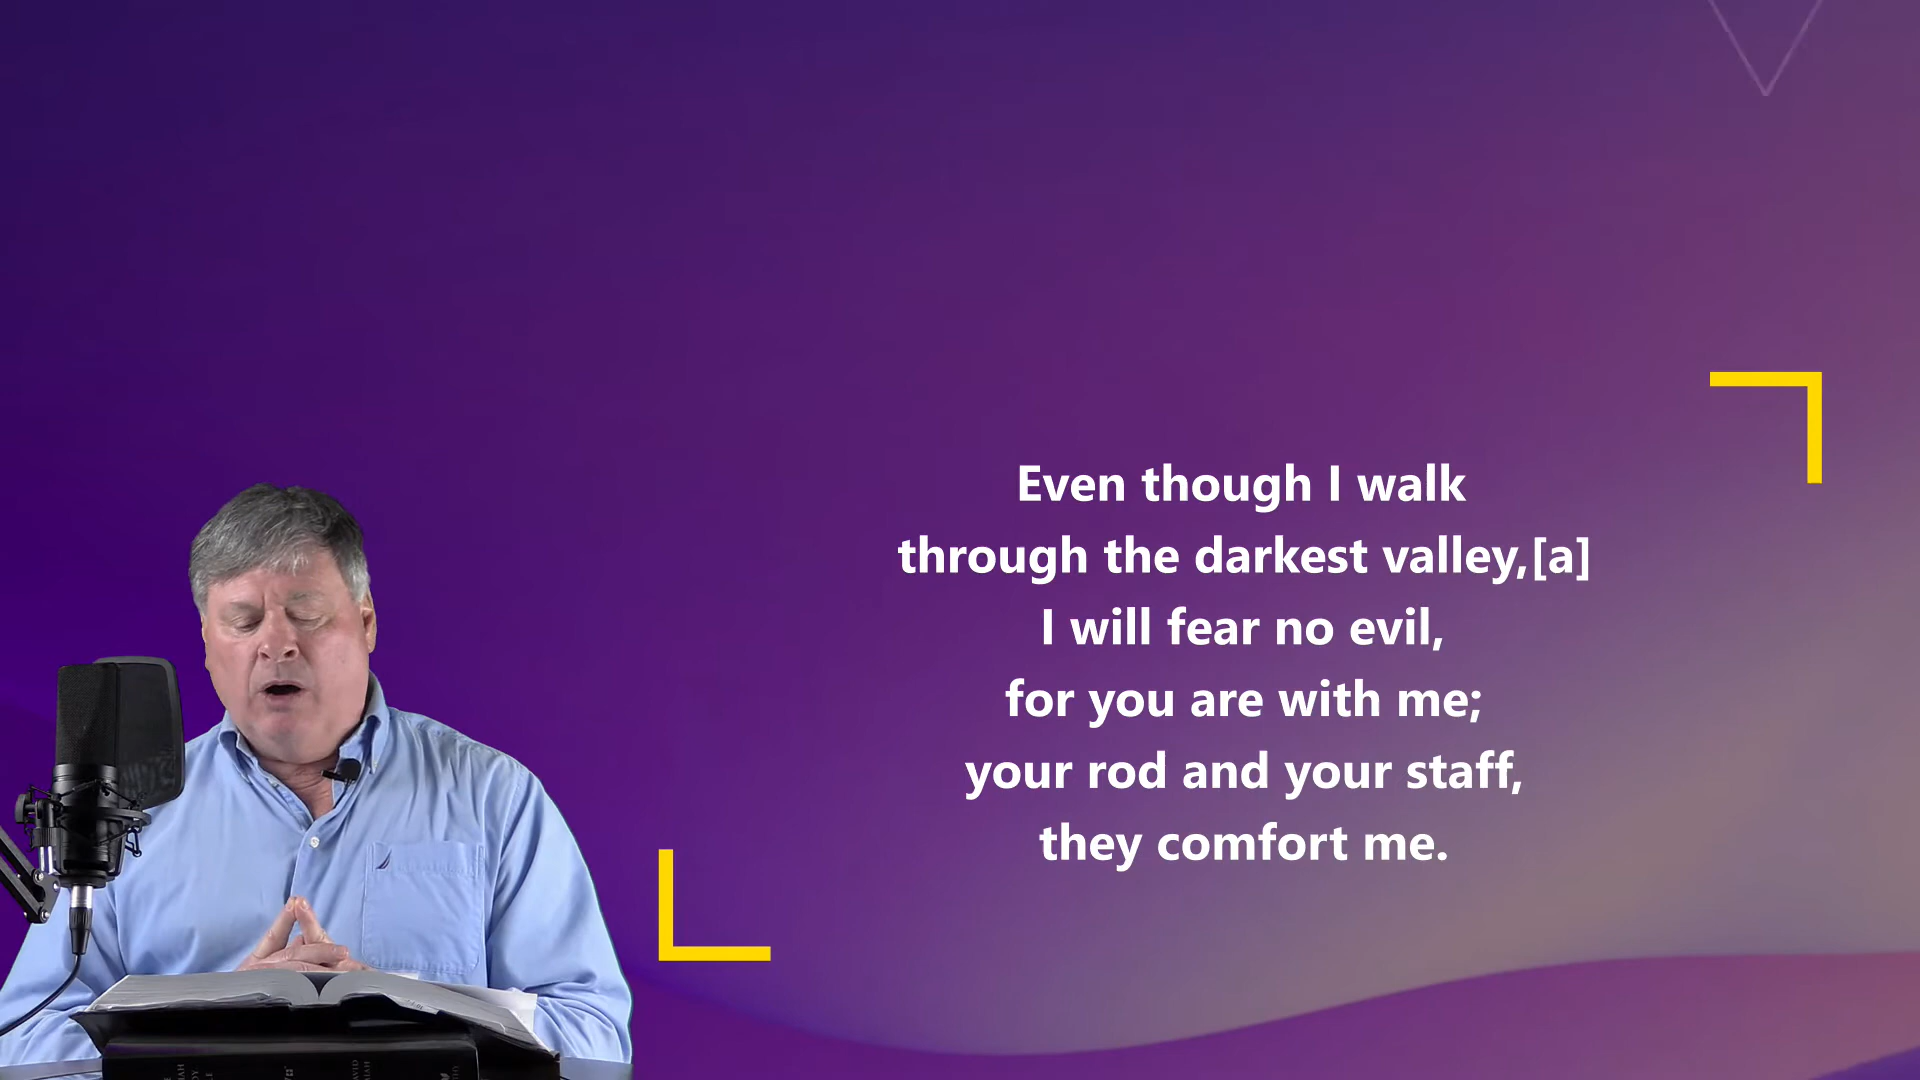 Even though I walk
through the darkest valley,[a]
I will fear no evil,
for you are with me;
your rod and your staff,
they comfort me.